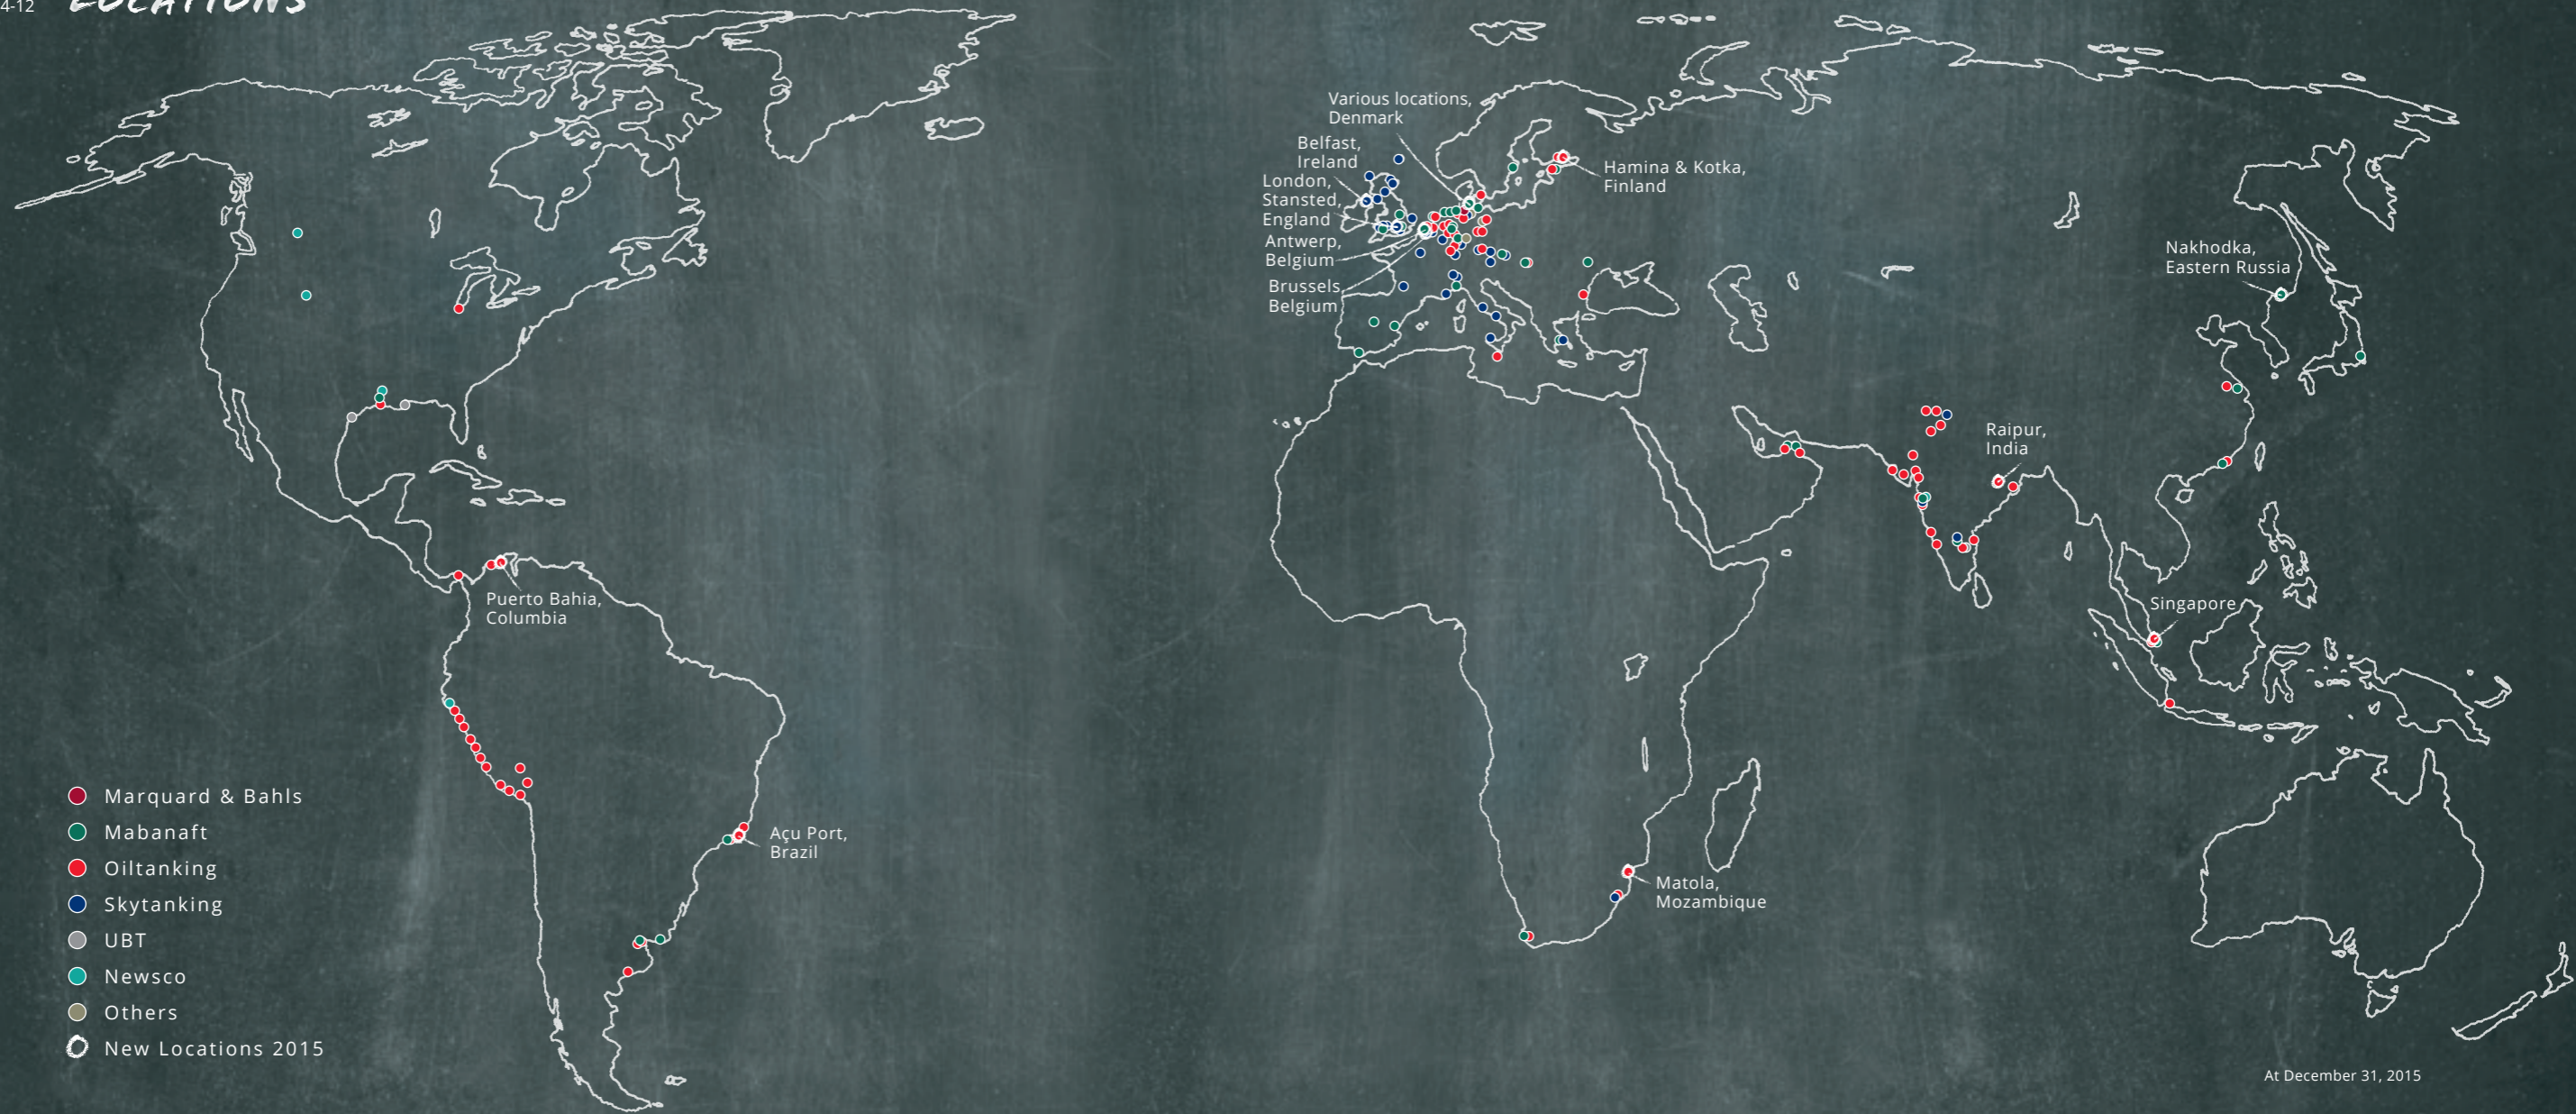 4-12 LOCATIONS
Various locations,
Denmark
Belfast,
Ireland
London,
Stansted,
England
Antwerp,
Belgium
Brussels,
Belgium
Hamina & Kotka,
Finland
Nakhodka,
Eastern Russia
Raipur,
India
Singapore
Puerto Bahia,
Columbia
Açu Port,
Brazil
Matola,
Mozambique
Marquard & Bahls
Mabanaft
Oiltanking
Skytanking
UBT
Newsco
Others
New Locations 2015
At December 31, 2015